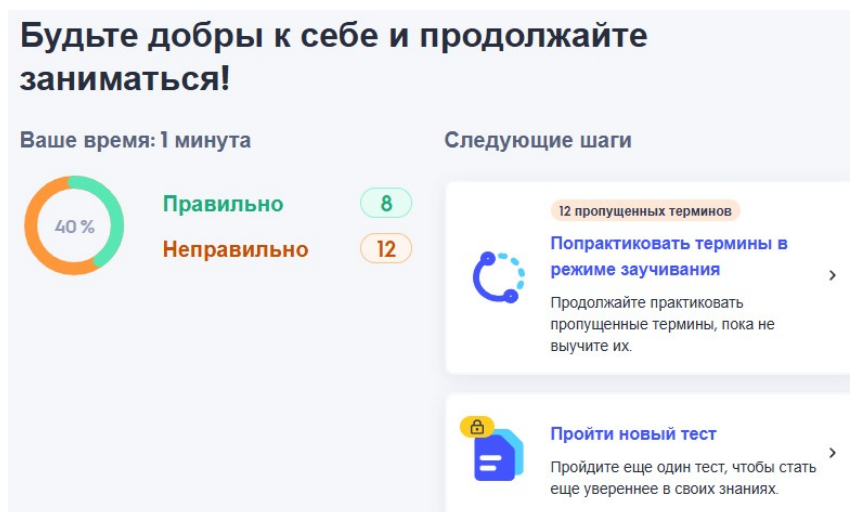 Будьте добры к себе и продолжайте
заниматься!
Ваше время: 1 минута
40 %
Правильно 8
Неправильно 12
Следующие шаги
12 пропущенных терминов
Попрактиковать термины в
режиме заучивания
Продолжайте практиковать
пропущенные термины, пока не
выучите их.
Пройти новый тест
Пройдите еще один тест, чтобы стать
еще увереннее в своих знаниях.